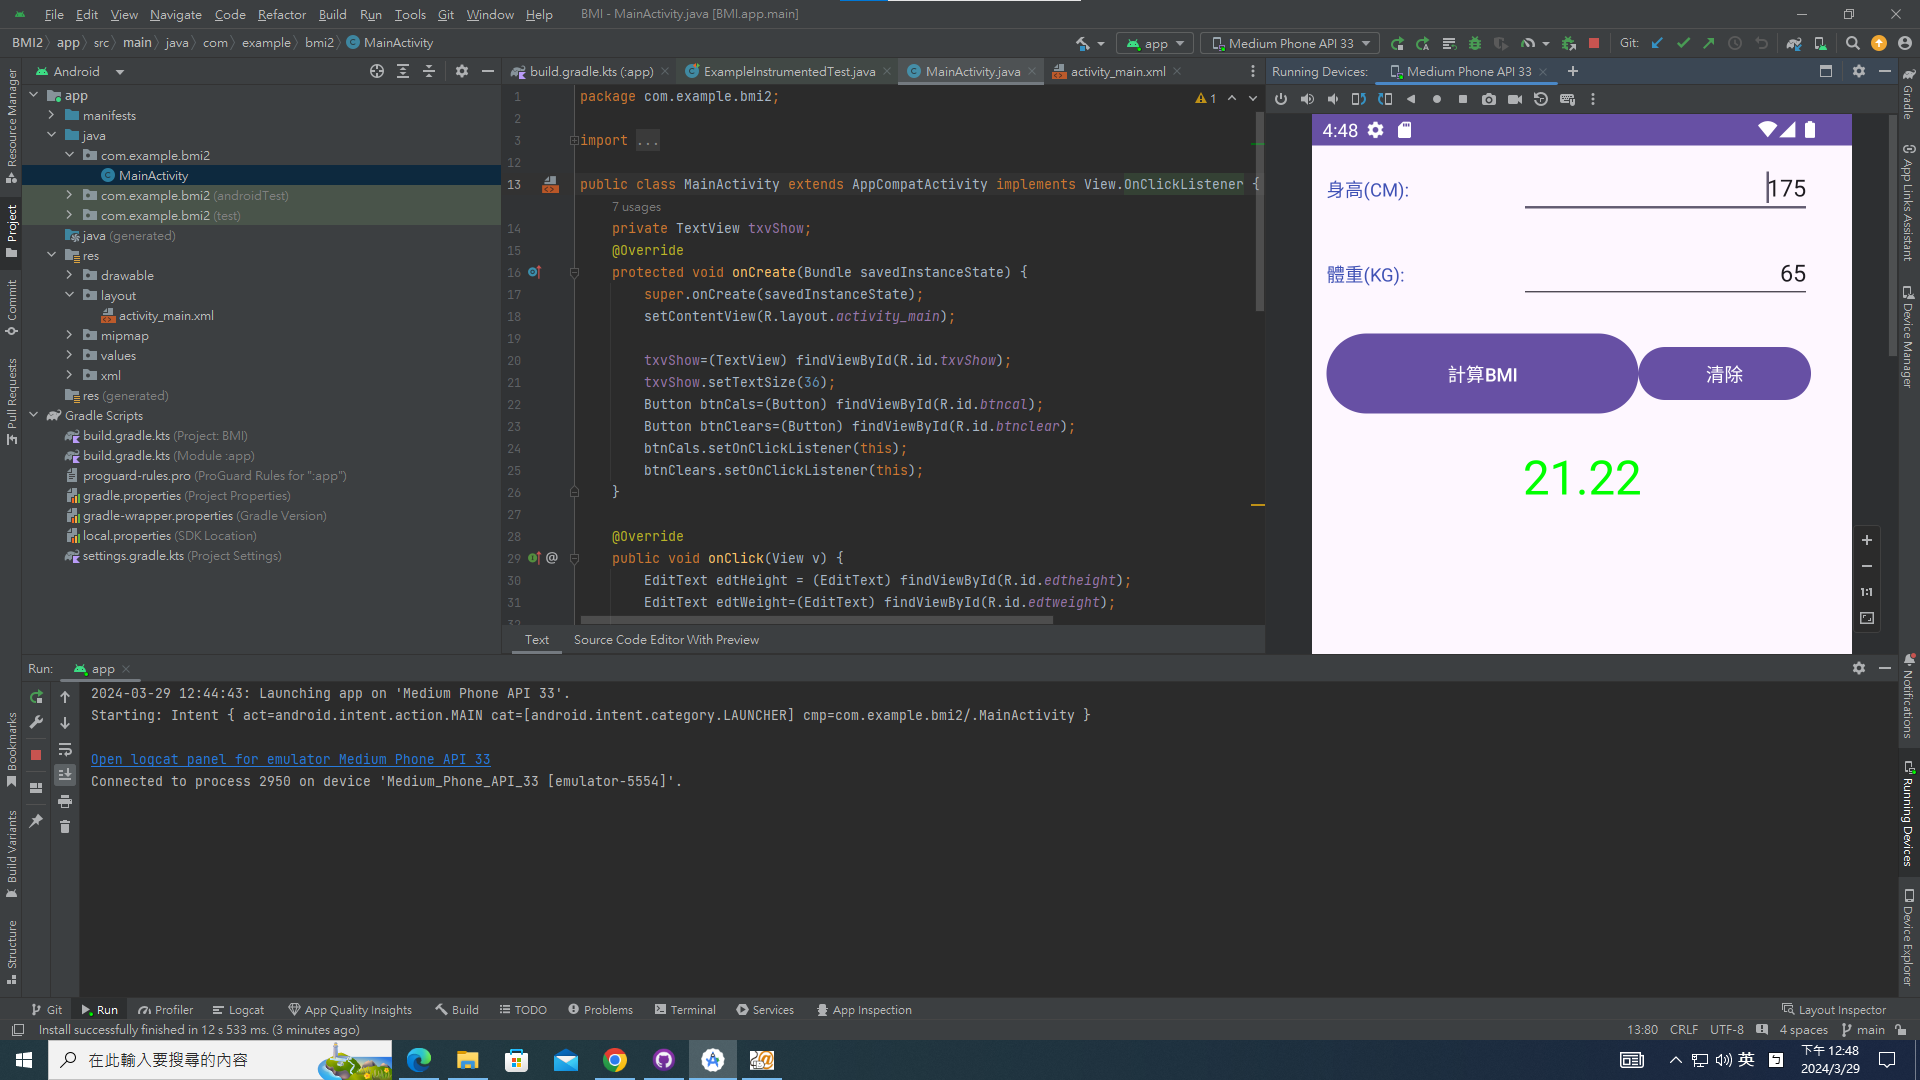 File Edit View Navigate Code Refactor Build Run Tools Git Window Help BMI - MainActivity.java [BMI.app.main]
BMI2 app src main java com example bmi2 MainActivity
app Medium Phone API 33 Git:
Android
build.gradle.kts (:app) ExampleInstrumentedTest.java MainActivity.java activity_main.xml
Running Devices: Medium Phone API 33
Resource Manager
Project
Commit
Pull Requests
Bookmarks
Build Variants
Structure
app
manifests
java
com.example.bmi2
MainActivity
com.example.bmi2 (androidTest)
com.example.bmi2 (test)
java (generated)
res
drawable
layout
activity_main.xml
mipmap
values
xml
res (generated)
Gradle Scripts
build.gradle.kts (Project: BMI)
build.gradle.kts (Module :app)
proguard-rules.pro (ProGuard Rules for ":app")
gradle.properties (Project Properties)
gradle-wrapper.properties (Gradle Version)
local.properties (SDK Location)
settings.gradle.kts (Project Settings)
1 package com.example.bmi2;
1
2
3 import ...
12
13 public class MainActivity extends AppCompatActivity implements View.OnClickListener {
7 usages
14 private TextView txvShow;
15 @Override
16 protected void onCreate(Bundle savedInstanceState) {
17 super.onCreate(savedInstanceState);
18 setContentView(R.layout.activity_main);
19
20 txvShow=(TextView) findViewById(R.id.txvShow);
21 txvShow.setTextSize(36);
22 Button btnCals=(Button) findViewById(R.id.btncal);
23 Button btnClears=(Button) findViewById(R.id.btnclear);
24 btnCals.setOnClickListener(this);
25 btnClears.setOnClickListener(this);
26 }
27
28 @Override
29 public void onClick(View v) {
30 EditText edtHeight = (EditText) findViewById(R.id.edtheight);
31 EditText edtWeight=(EditText) findViewById(R.id.edtweight);
32
Text Source Code Editor With Preview
4:48
身高(CM): 175
體重(KG): 65
計算BMI 清除
21.22
1:1
Gradle
App Links Assistant
Device Manager
Notifications
Running Devices
Device Explorer
Run: app
2024-03-29 12:44:43: Launching app on 'Medium Phone API 33'.
Starting: Intent { act=android.intent.action.MAIN cat=[android.intent.category.LAUNCHER] cmp=com.example.bmi2/.MainActivity }
Open logcat panel for emulator Medium Phone API 33
Connected to process 2950 on device 'Medium_Phone_API_33 [emulator-5554]'.
Git Run Profiler Logcat App Quality Insights Build TODO Problems Terminal Services App Inspection Layout Inspector
Install successfully finished in 12 s 533 ms. (3 minutes ago) 13:80 CRLF UTF-8 4 spaces main
在此輸入要搜尋的內容
英
下午 12:48
2024/3/29